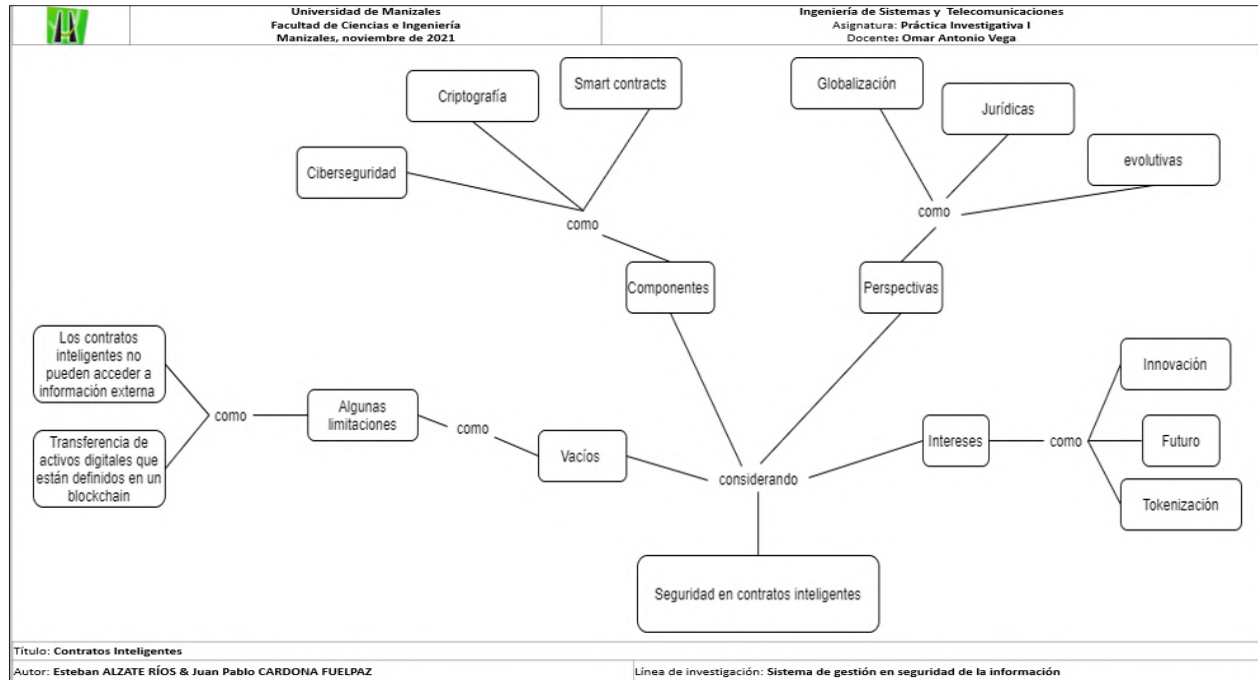 Universidad de Manizales
Facultad de Ciencias e Ingeniería
Manizales, noviembre de 2021
Ingeniería de Sistemas y Telecomunicaciones
Asignatura: Práctica Investigativa I
Docente: Omar Antonio Vega
Criptografía
Smart contracts
Globalización
Jurídicas
evolutivas
Ciberseguridad
como
como
Componentes
Perspectivas
Los contratos
inteligentes no
pueden acceder a
información externa
como
Transferencia de
activos digitales que
están definidos en un
blockchain
Algunas
limitaciones
como
Vacíos
considerando
Intereses
como
Innovación
Futuro
Tokenización
Seguridad en contratos inteligentes
Título: Contratos Inteligentes
Autor: Esteban ALZATE RÍOS & Juan Pablo CARDONA FUELPAZ
Línea de investigación: Sistema de gestión en seguridad de la información